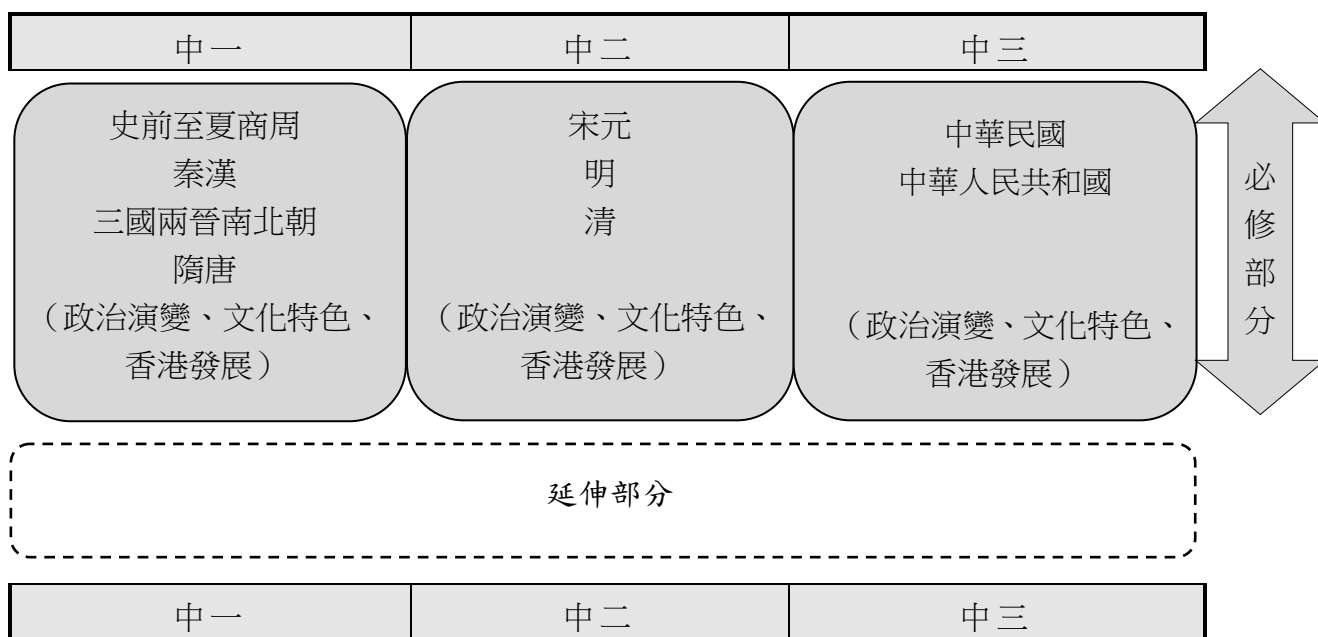 中一 中二 中三
史前至夏商周
秦漢
三國兩晉南北朝
隋唐
（政治演變、文化特色、
香港發展）
宋元
明
清
（政治演變、文化特色、
香港發展）
中華民國
中華人民共和國
（政治演變、文化特色、
香港發展）
必
修
部
分
延伸部分
中一 中二 中三